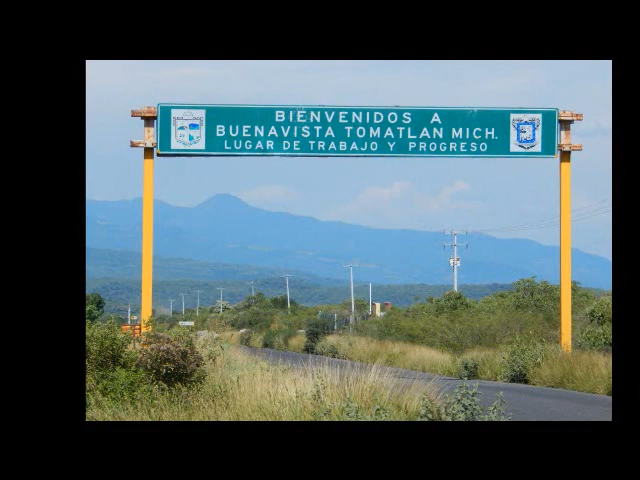 BIENVENIDOS A
BUENAVISTA TOMATLAN MICH.
LUGAR DE TRABAJO Y PROGRESO